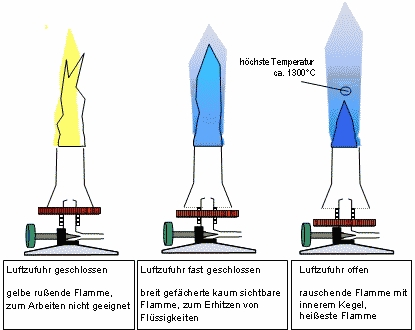 höchste Temperatur
ca. 1300°C
Luftzufuhr geschlossen
gelbe rußende Flamme,
zum Arbeiten nicht geeignet
Luftzufuhr fast geschlossen
breit gefächerte kaum sichtbare
Flamme, zum Erhitzen von
Flüssigkeiten
Luftzufuhr offen
rauschende Flamme mit
innerem Kegel,
heißeste Flamme